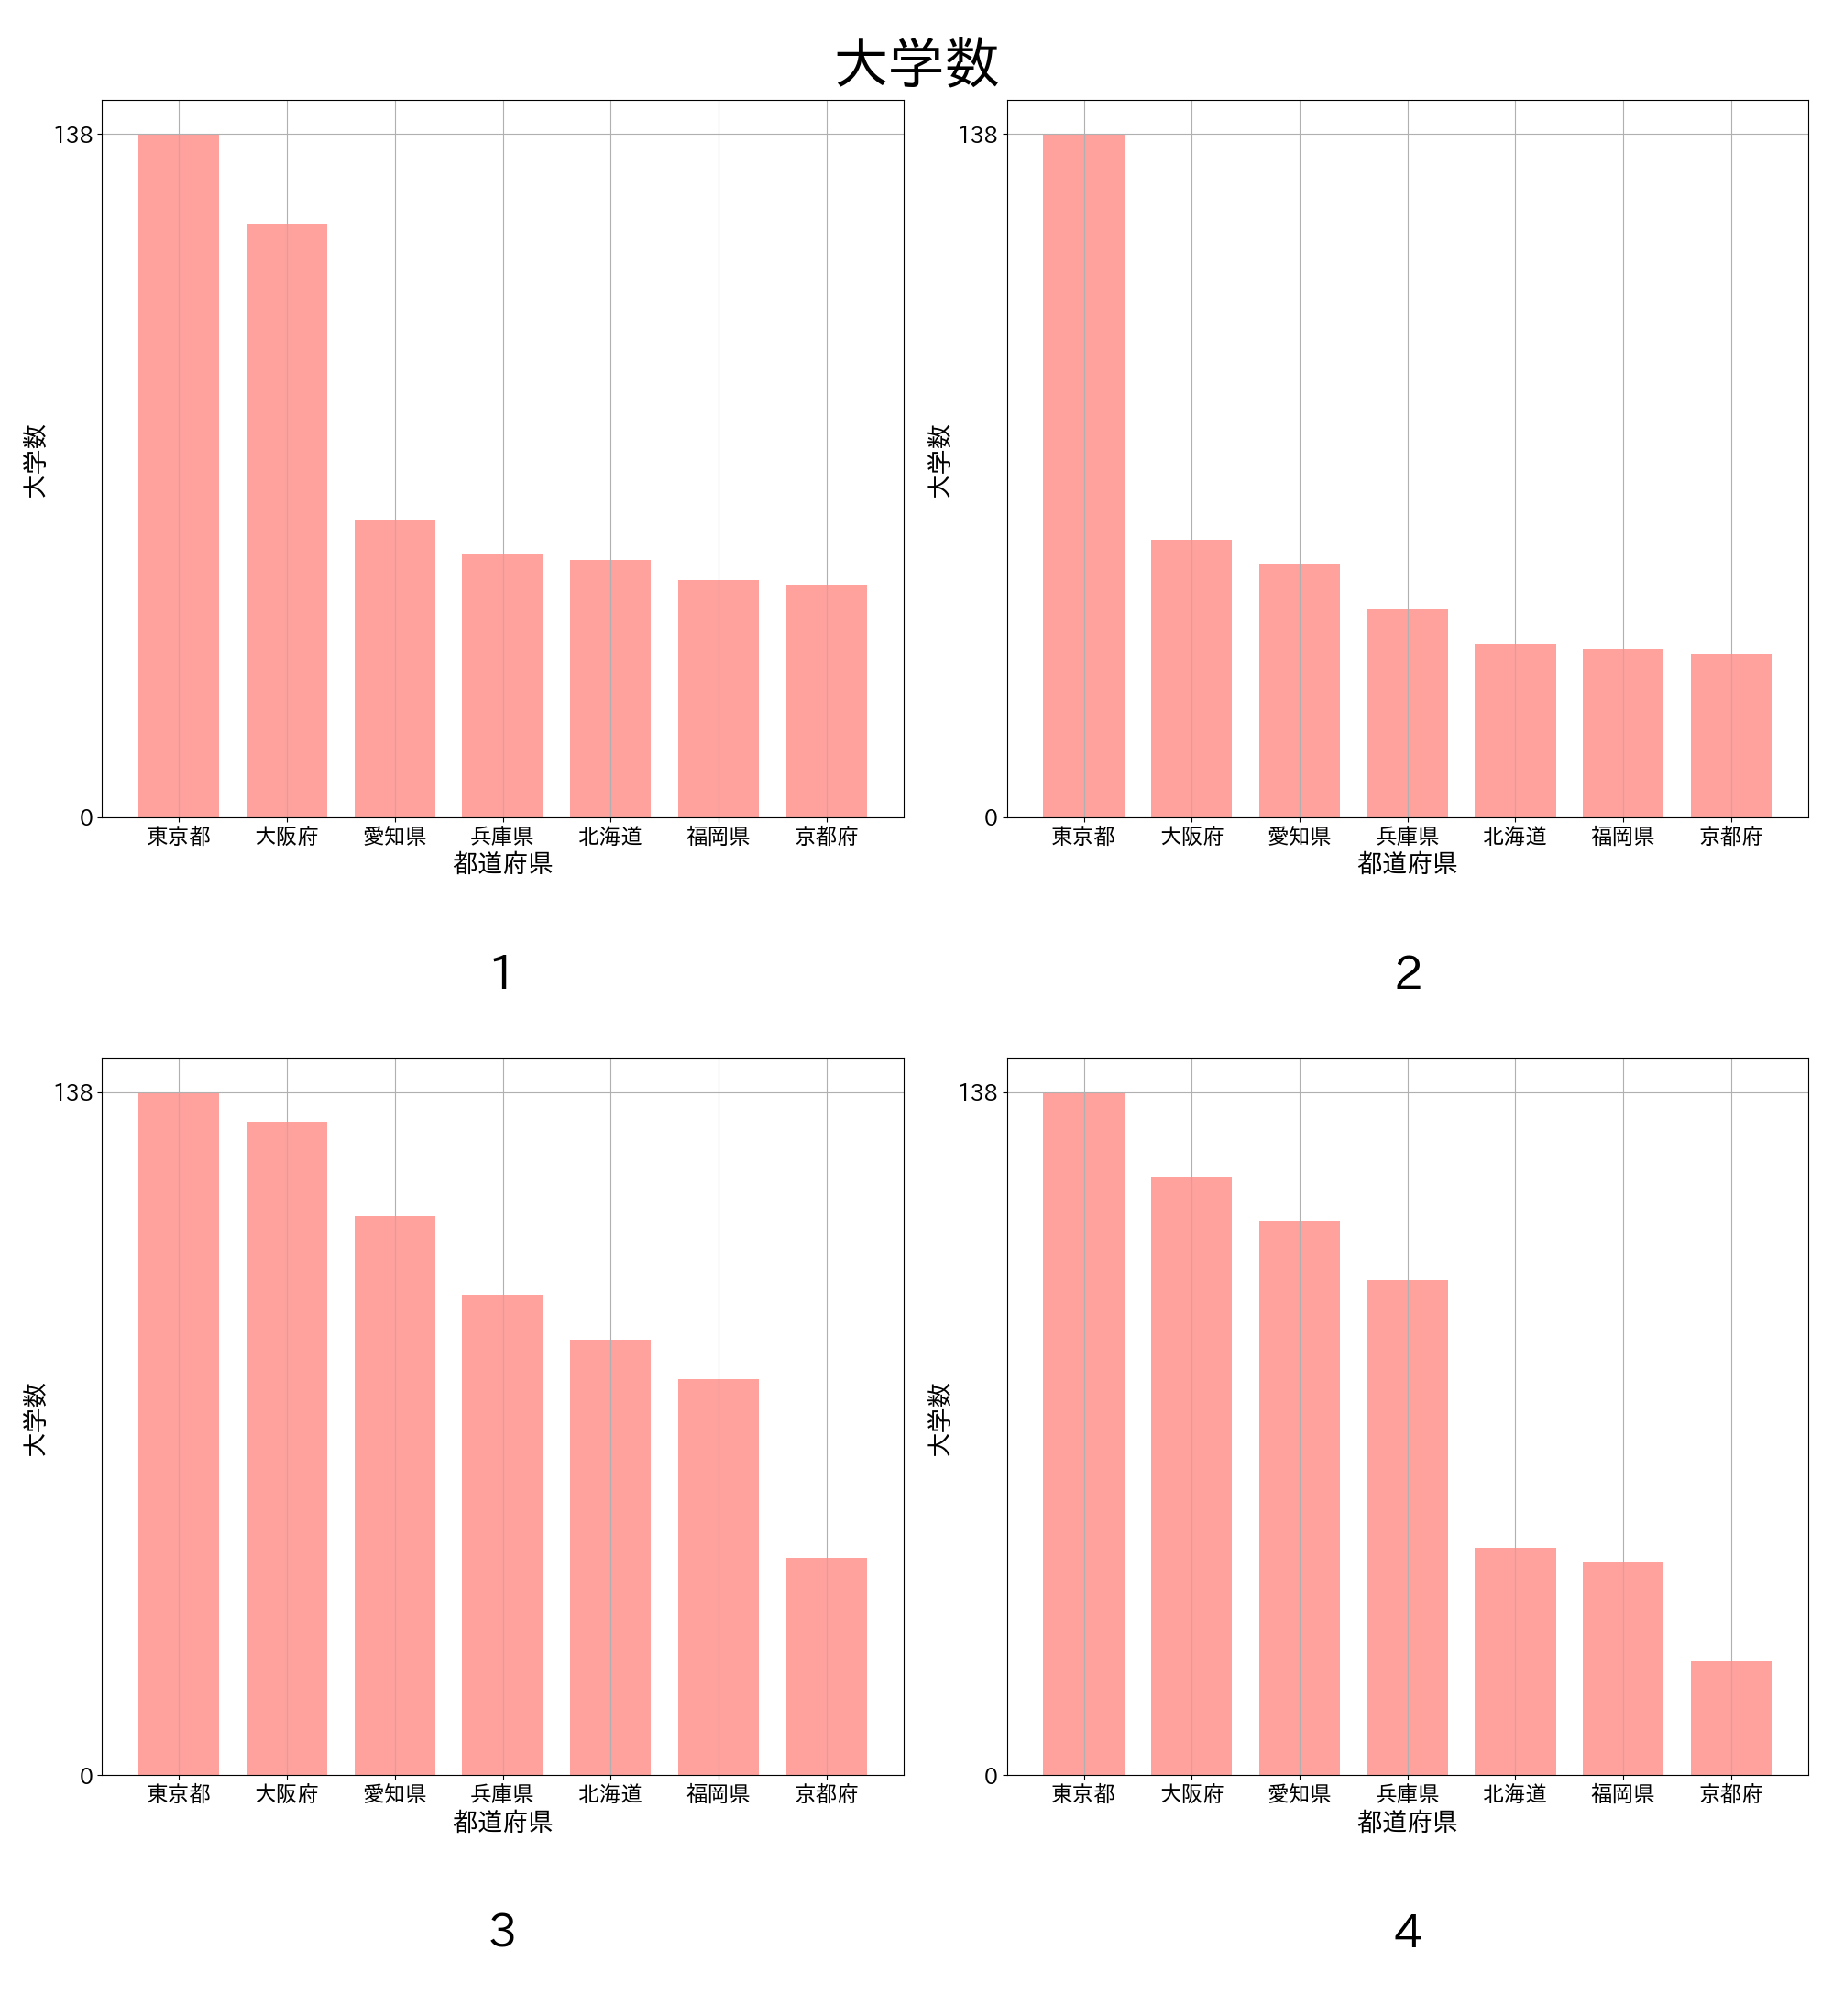 大学数
138
0
大学数
東京都 大阪府 愛知県 兵庫県 北海道 福岡県 京都府
都道府県
1
138
0
大学数
東京都 大阪府 愛知県 兵庫県 北海道 福岡県 京都府
都道府県
2
138
0
大学数
東京都 大阪府 愛知県 兵庫県 北海道 福岡県 京都府
都道府県
3
138
0
大学数
東京都 大阪府 愛知県 兵庫県 北海道 福岡県 京都府
都道府県
4